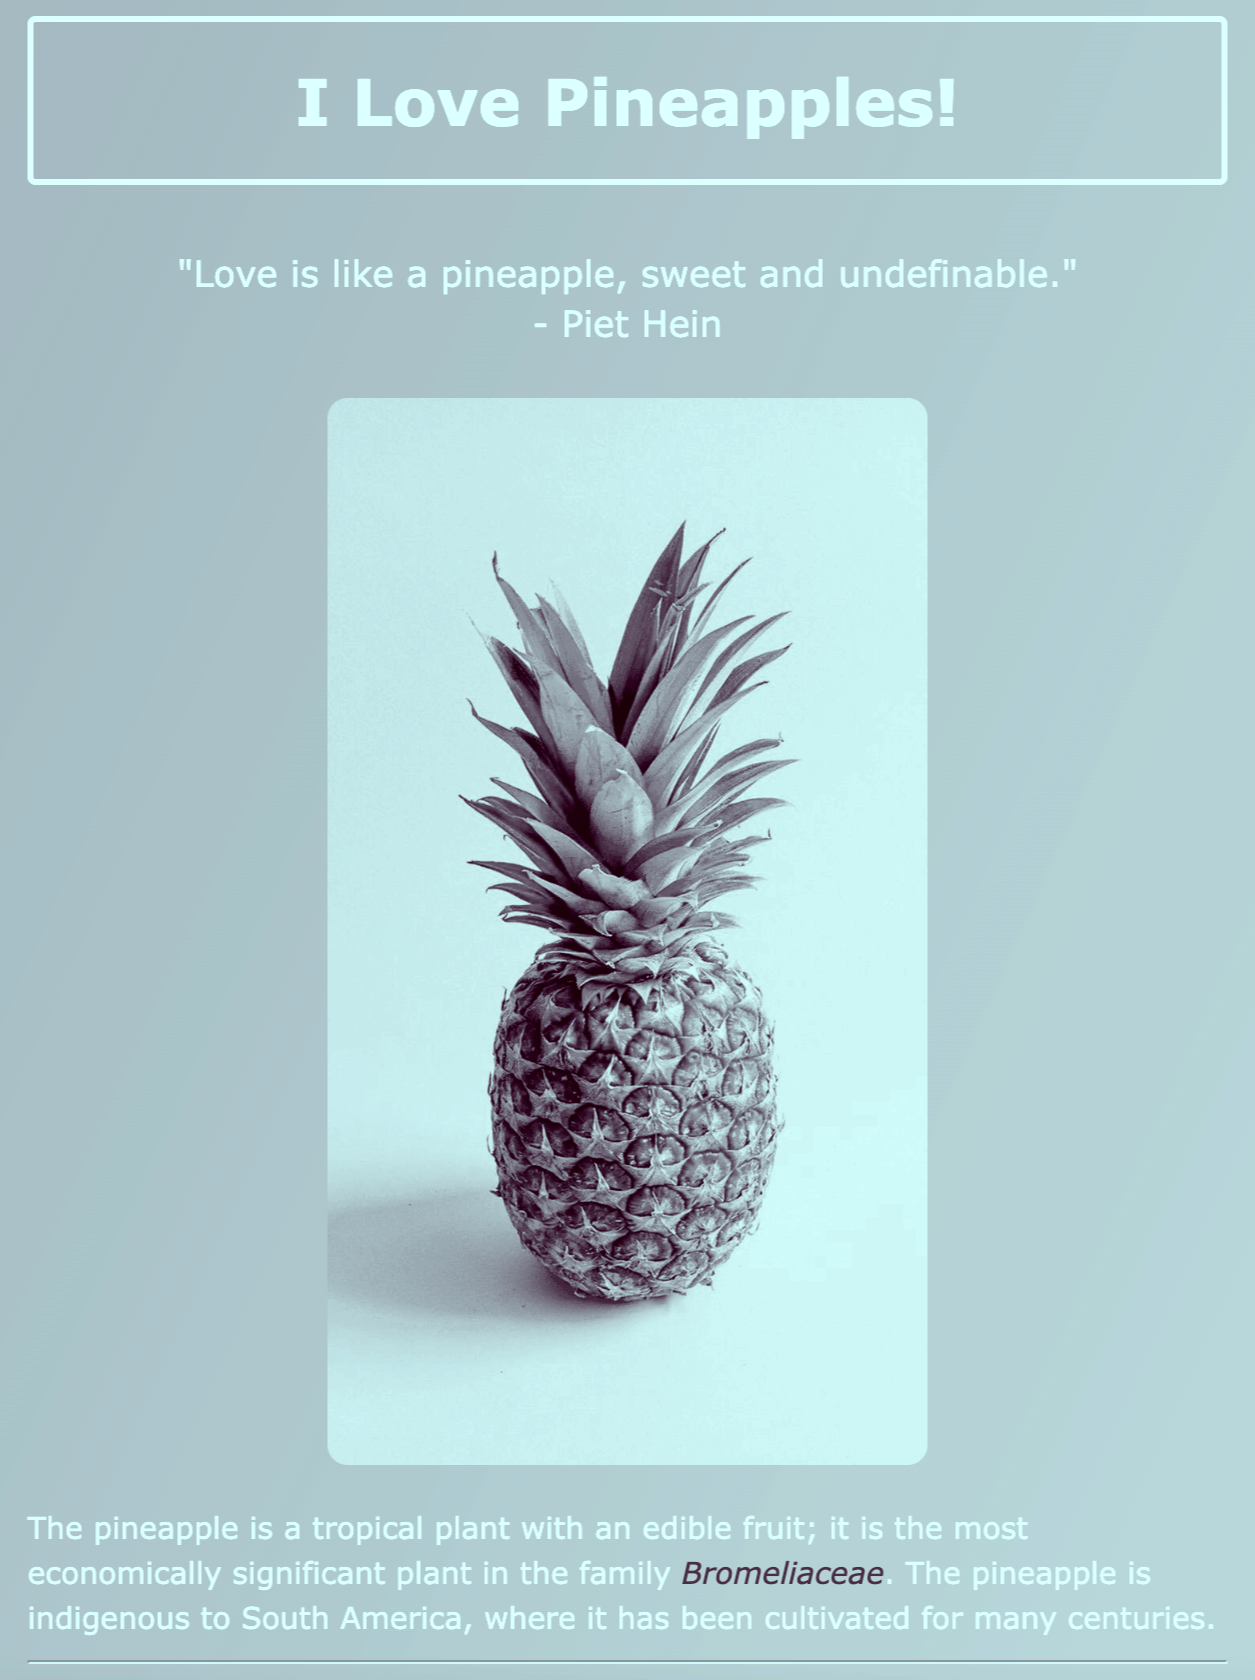 I Love Pineapples!
"Love is like a pineapple, sweet and undefinable."
- Piet Hein
The pineapple is a tropical plant with an edible fruit; it is the most
economically significant plant in the family Bromeliaceae. The pineapple is
indigenous to South America, where it has been cultivated for many centuries.